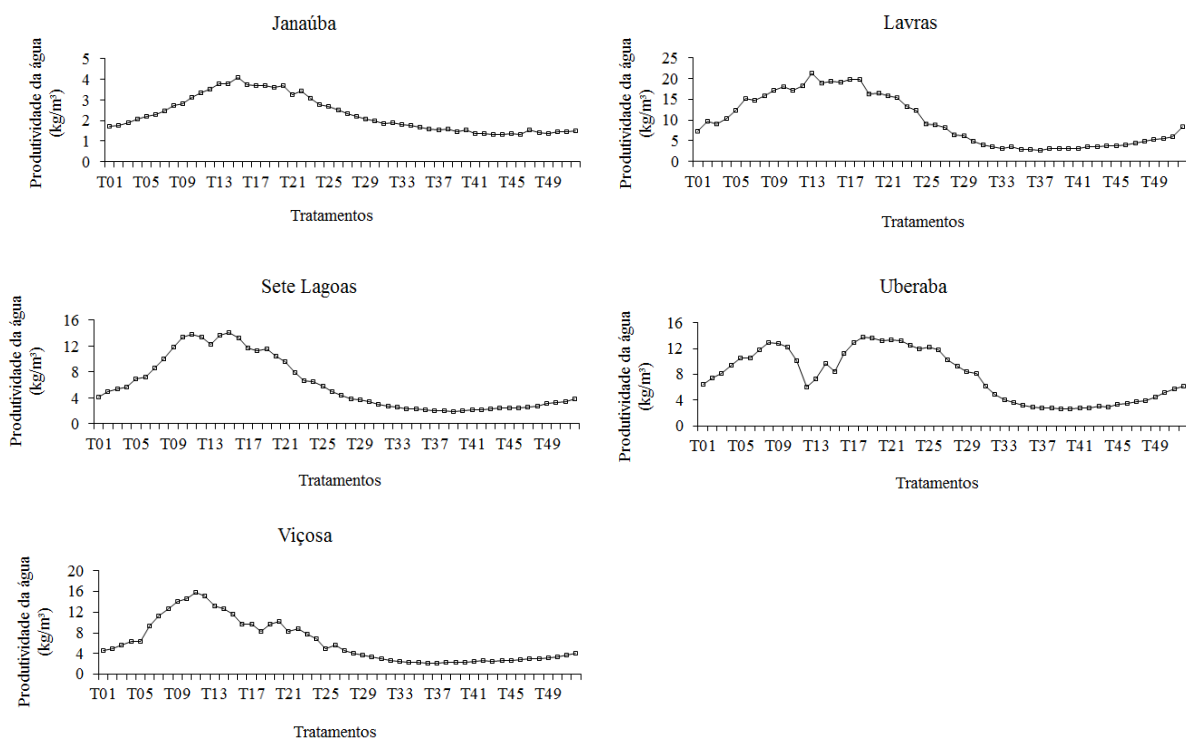 Janaúba
Produtividade da água
(kg/m³)
5
4
3
2
1
0
T01 T05 T09 T13 T17 T21 T25 T29 T33 T37 T41 T45 T49
Tratamentos
Lavras
Produtividade da água
(kg/m³)
25
20
15
10
5
0
T01 T05 T09 T13 T17 T21 T25 T29 T33 T37 T41 T45 T49
Tratamentos
Sete Lagoas
Produtividade da água
(kg/m³)
16
12
8
4
0
T01 T05 T09 T13 T17 T21 T25 T29 T33 T37 T41 T45 T49
Tratamentos
Uberaba
Produtividade da água
(kg/m³)
16
12
8
4
0
T01 T05 T09 T13 T17 T21 T25 T29 T33 T37 T41 T45 T49
Tratamentos
Viçosa
Produtividade da água
(kg/m³)
20
16
12
8
4
0
T01 T05 T09 T13 T17 T21 T25 T29 T33 T37 T41 T45 T49
Tratamentos